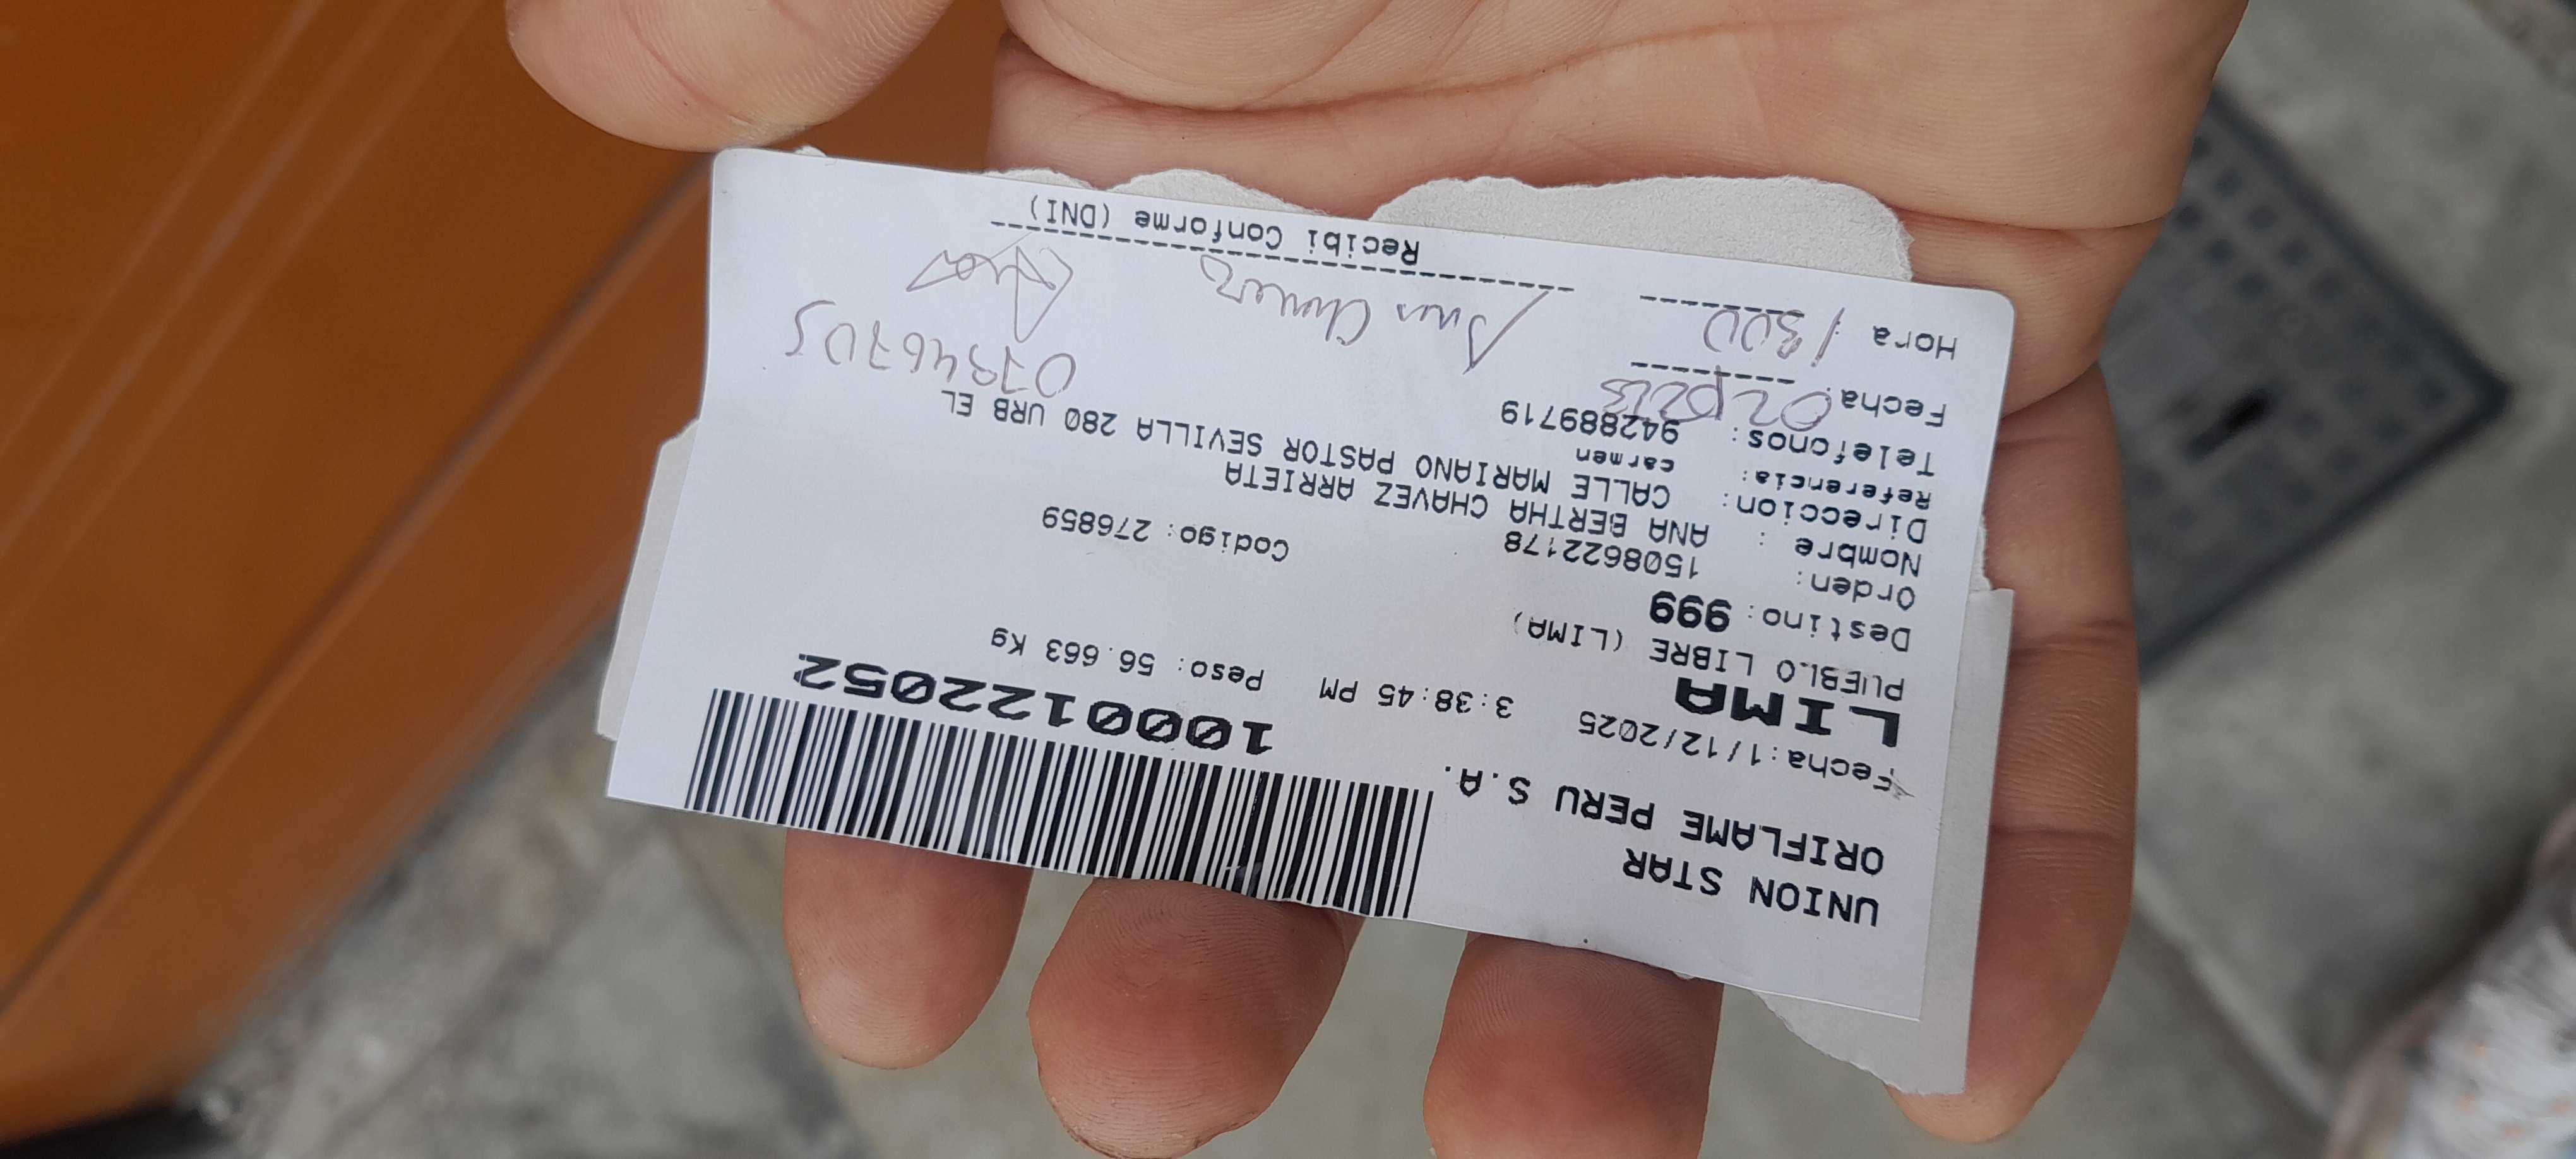 UNION STAR
ORIFLAME PERU S.A.
1000122052
Fecha:1/12/2025 3:38:45 PM Peso: 56.663 Kg
LIMA
PUEBLO LIBRE (LIMA)
Destino: 999
Orden: 1508622178 Codigo: 276859
Nombre : ANA BERTHA CHAVEZ ARRIETA
Direccion: CALLE MARIANO PASTOR SEVILLA 280 URB EL
Referencia: carmen
Telefonos: 942889719
Fecha:
Hora 1300
Recibi Conforme (DNI)